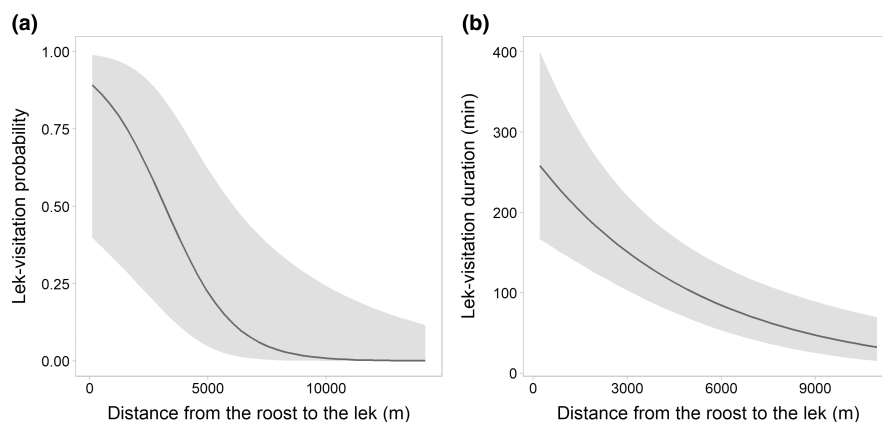 (a)
1.00
0.75
0.50
0.25
0.00
Lek-visitation probability
0
5000
10000
Distance from the roost to the lek (m)
(b)
400
300
200
100
0
Lek-visitation duration (min)
0
3000
6000
9000
Distance from the roost to the lek (m)